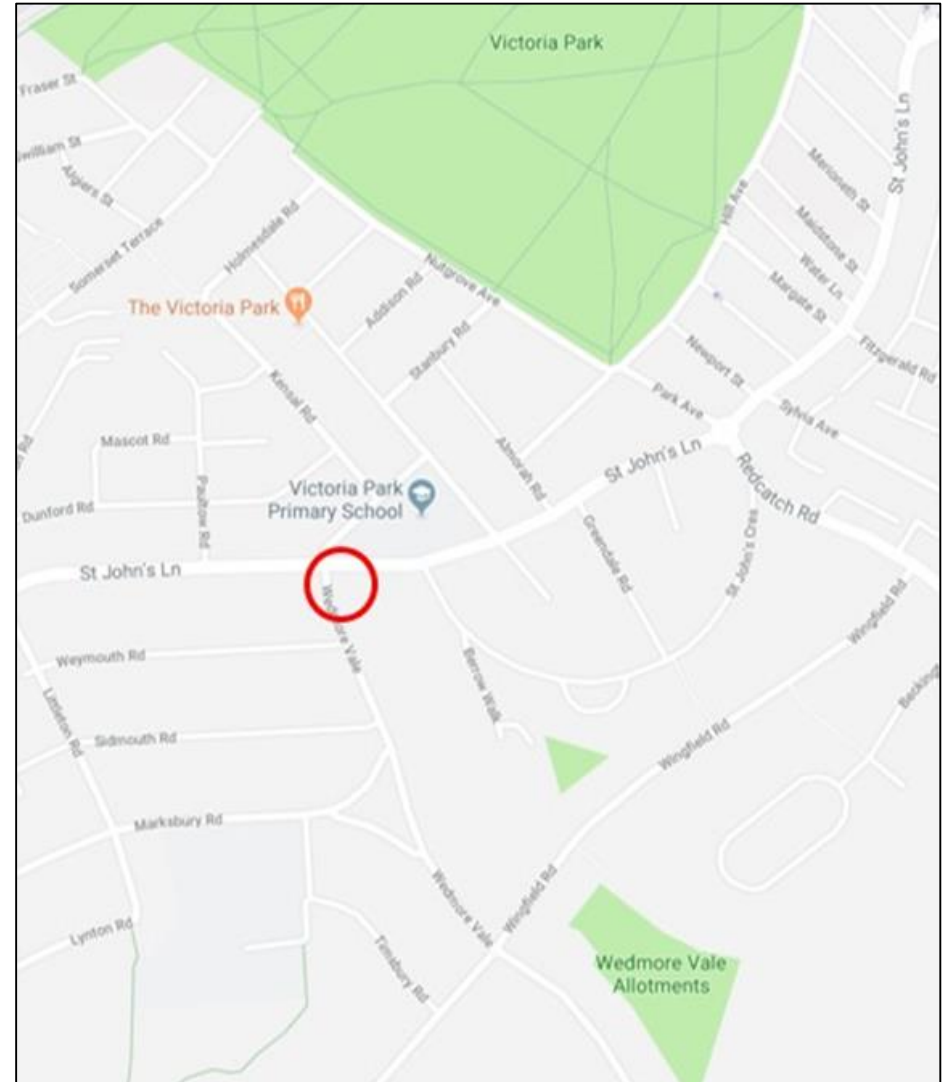 Victoria Park
Fraser St
St John's Ln
Merioneth St
Algiers St
Hill Ave
Maidstone St
Somerset Terrace
Holmesdale Rd
Water Ln
Nutgrove Ave
Margate St
The Victoria Park
Addison Rd
Stanbury Rd
Newport St
Fitzgerald Rd
Kensal Rd
Park Ave
Sylvia Ave
Mascot Rd
Almorah Rd
St John's Ln
Redcatch Rd
Paultow Rd
Victoria Park
Primary School
Dunford Rd
Greendale Rd
St John's Cres
St John's Ln
Wedmore Vale
Wingfield Rd
Weymouth Rd
Berrow Walk
Littleton Rd
Sidmouth Rd
Wingfield Rd
Marksbury Rd
Wedmore Vale
Wingfield Rd
Lynton Rd
Timsbury Rd
Wedmore Vale
Allotments